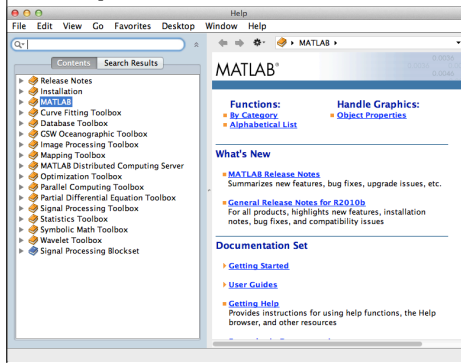 Help
File Edit View Go Favorites Desktop Window Help
MATLAB
Contents Search Results
Release Notes
Installation
MATLAB
Curve Fitting Toolbox
Database Toolbox
GSW Oceanographic Toolbox
Image Processing Toolbox
Mapping Toolbox
MATLAB Distributed Computing Server
Optimization Toolbox
Parallel Computing Toolbox
Partial Differential Equation Toolbox
Signal Processing Toolbox
Statistics Toolbox
Symbolic Math Toolbox
Wavelet Toolbox
Signal Processing Blockset
MATLAB®
Functions:
By Category
Alphabetical List
Handle Graphics:
Object Properties
What's New
MATLAB Release Notes
Summarizes new features, bug fixes, upgrade issues, etc.
General Release Notes for R2010b
For all products, highlights new features, installation
notes, bug fixes, and compatibility issues
Documentation Set
Getting Started
User Guides
Getting Help
Provides instructions for using help functions, the Help
browser, and other resources